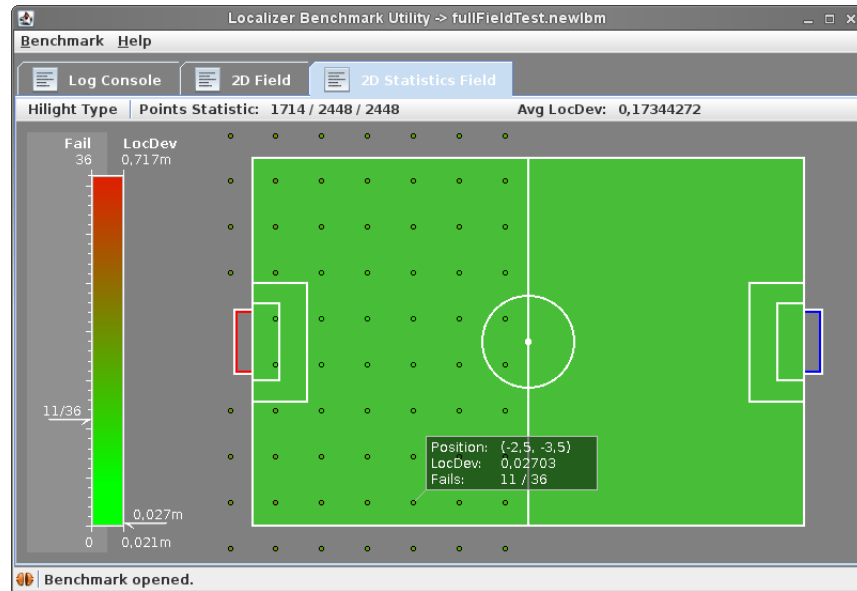 Localizer Benchmark Utility -> fullFieldTest.newlbm
Benchmark Help
Log Console 2D Field 2D Statistics Field
Hilight Type Points Statistic: 1714 / 2448 / 2448 Avg LocDev: 0,17344272
Fail LocDev
36 0,717m
11/36
Position: (-2,5, -3,5)
LocDev: 0,02703
Fails: 11 / 36
0,027m
0 0,021m
Benchmark opened.